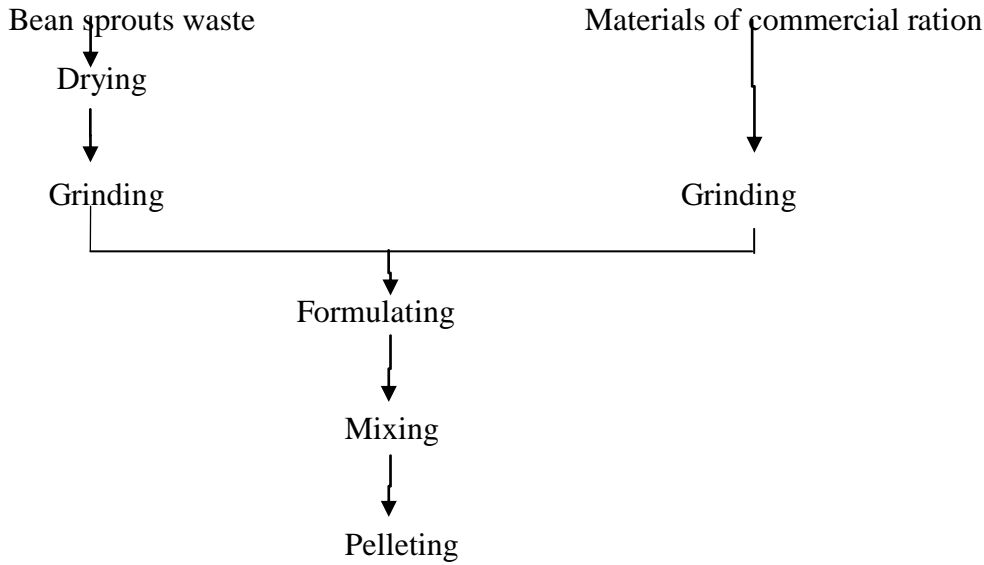 Bean sprouts waste
Materials of commercial ration
Drying
Grinding
Grinding
Formulating
Mixing
Pelleting